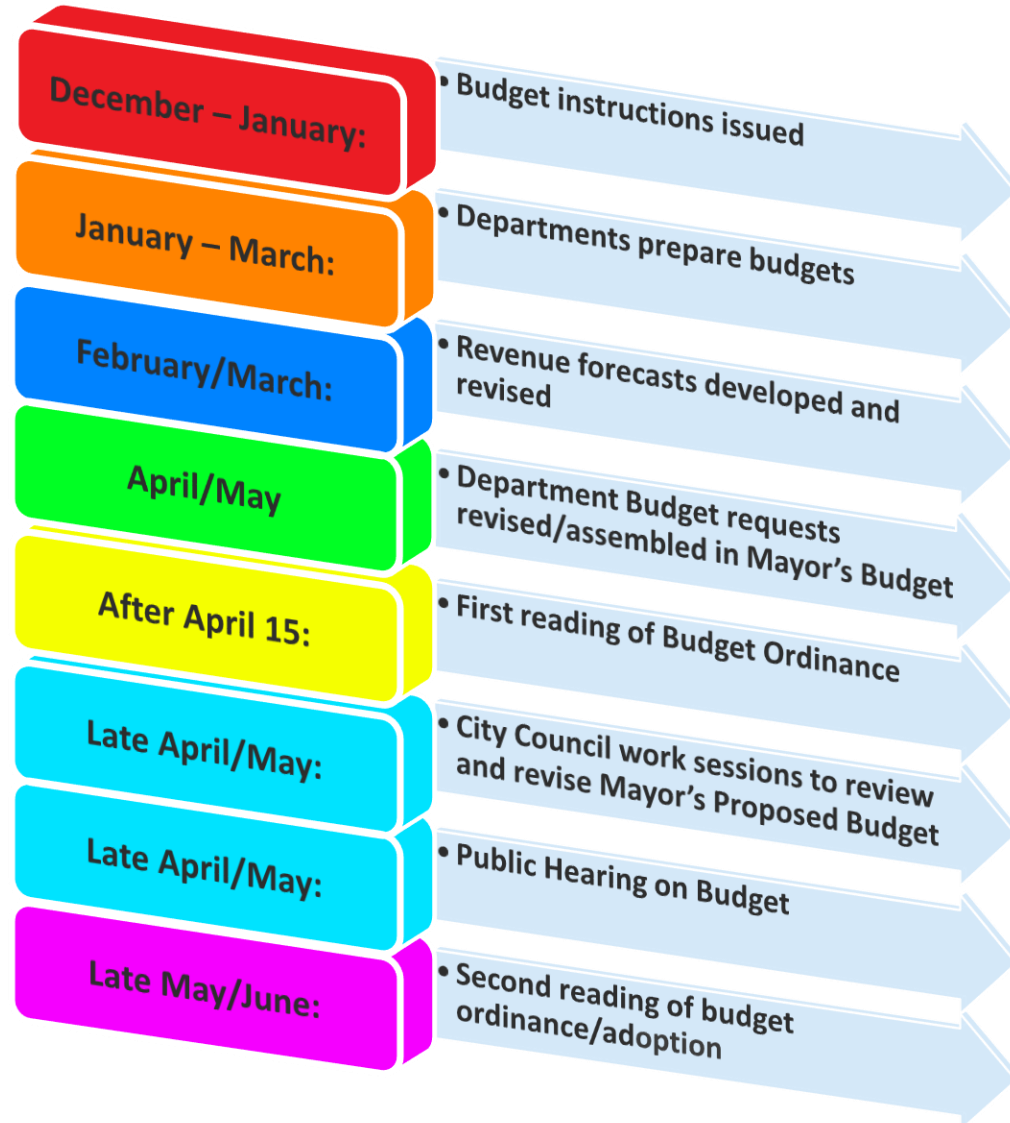 December – January:
• Budget instructions issued
January – March:
• Departments prepare budgets
February/March:
• Revenue forecasts developed and
revised
April/May
• Department Budget requests
revised/assembled in Mayor’s Budget
After April 15:
• First reading of Budget Ordinance
Late April/May:
• City Council work sessions to review
and revise Mayor’s Proposed Budget
Late April/May:
• Public Hearing on Budget
Late May/June:
• Second reading of budget
ordinance/adoption